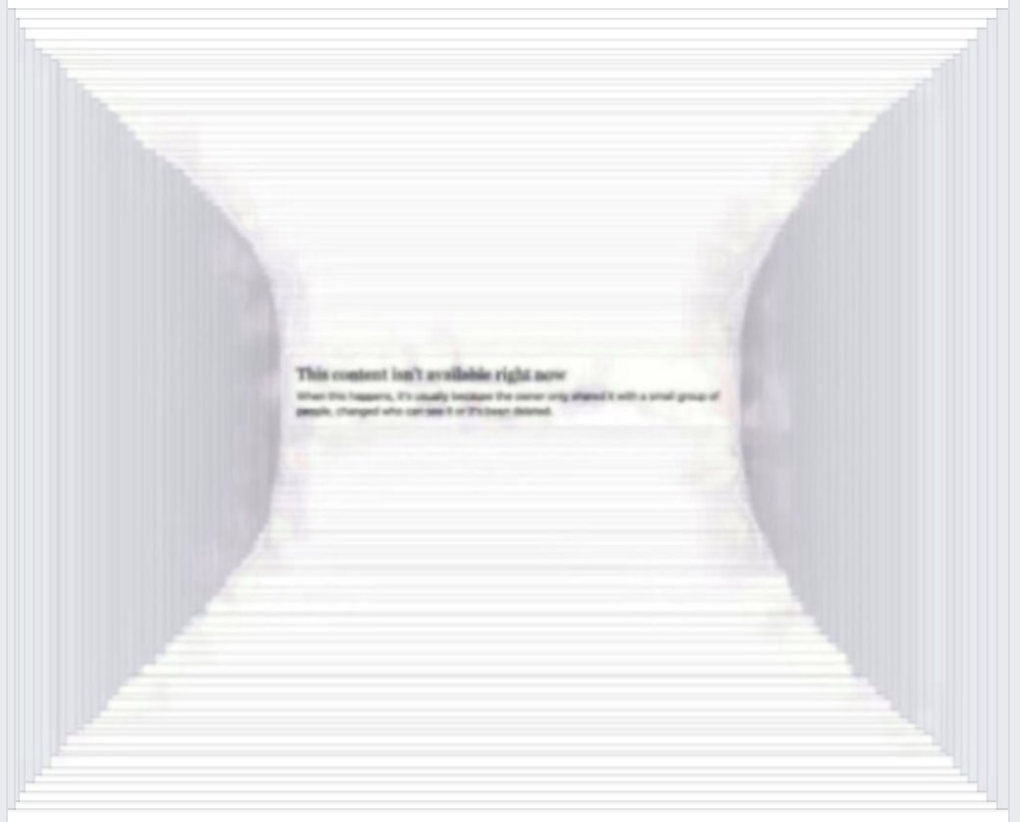 This content isn't available right now
When this happens, it's usually because the owner only shared it with a small group of
people, changed who can see it or it's been deleted.